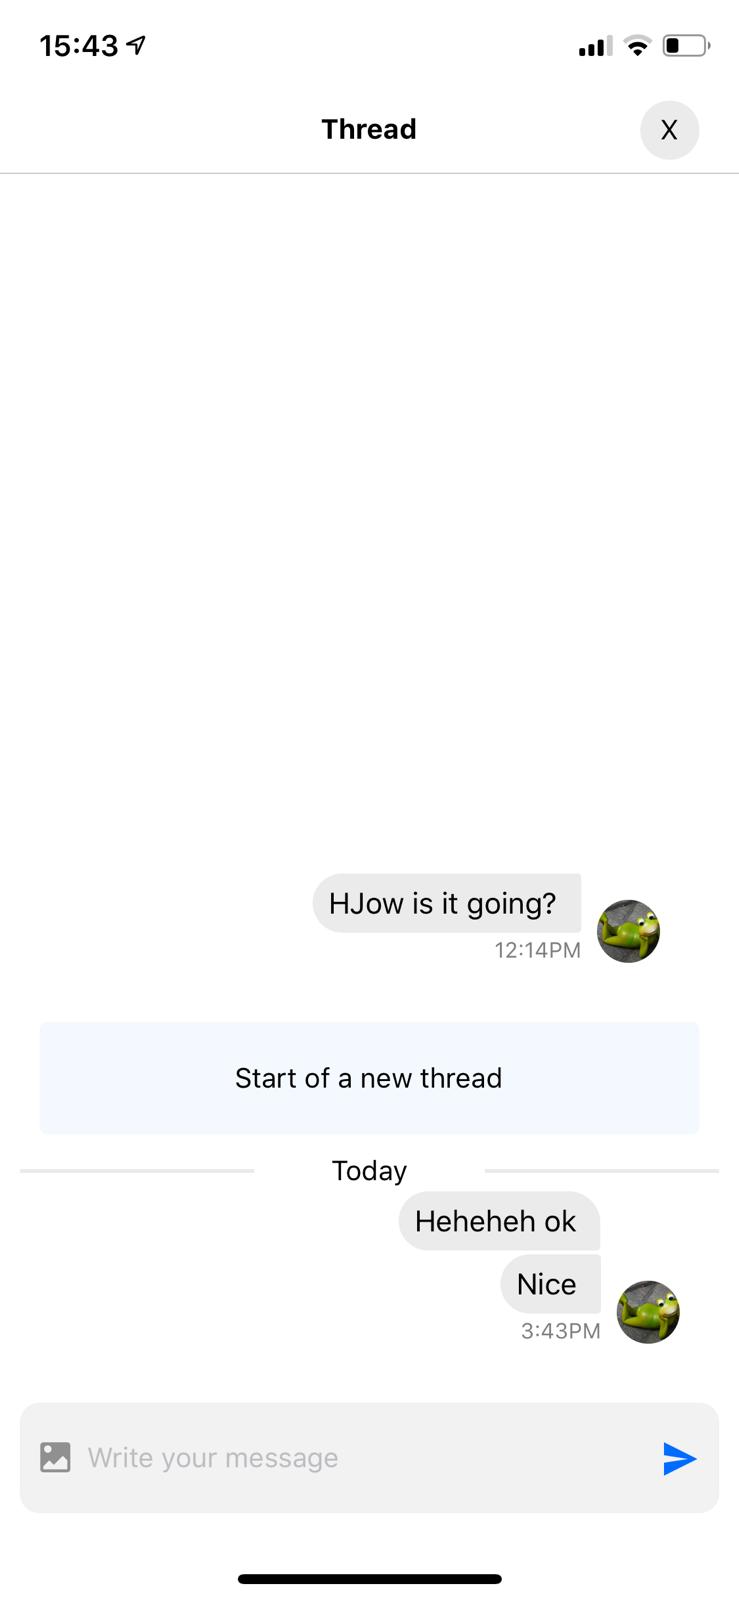 15:43
Thread
X
HJow is it going?
12:14PM
Start of a new thread
Today
Heheheh ok
Nice
3:43PM
Write your message